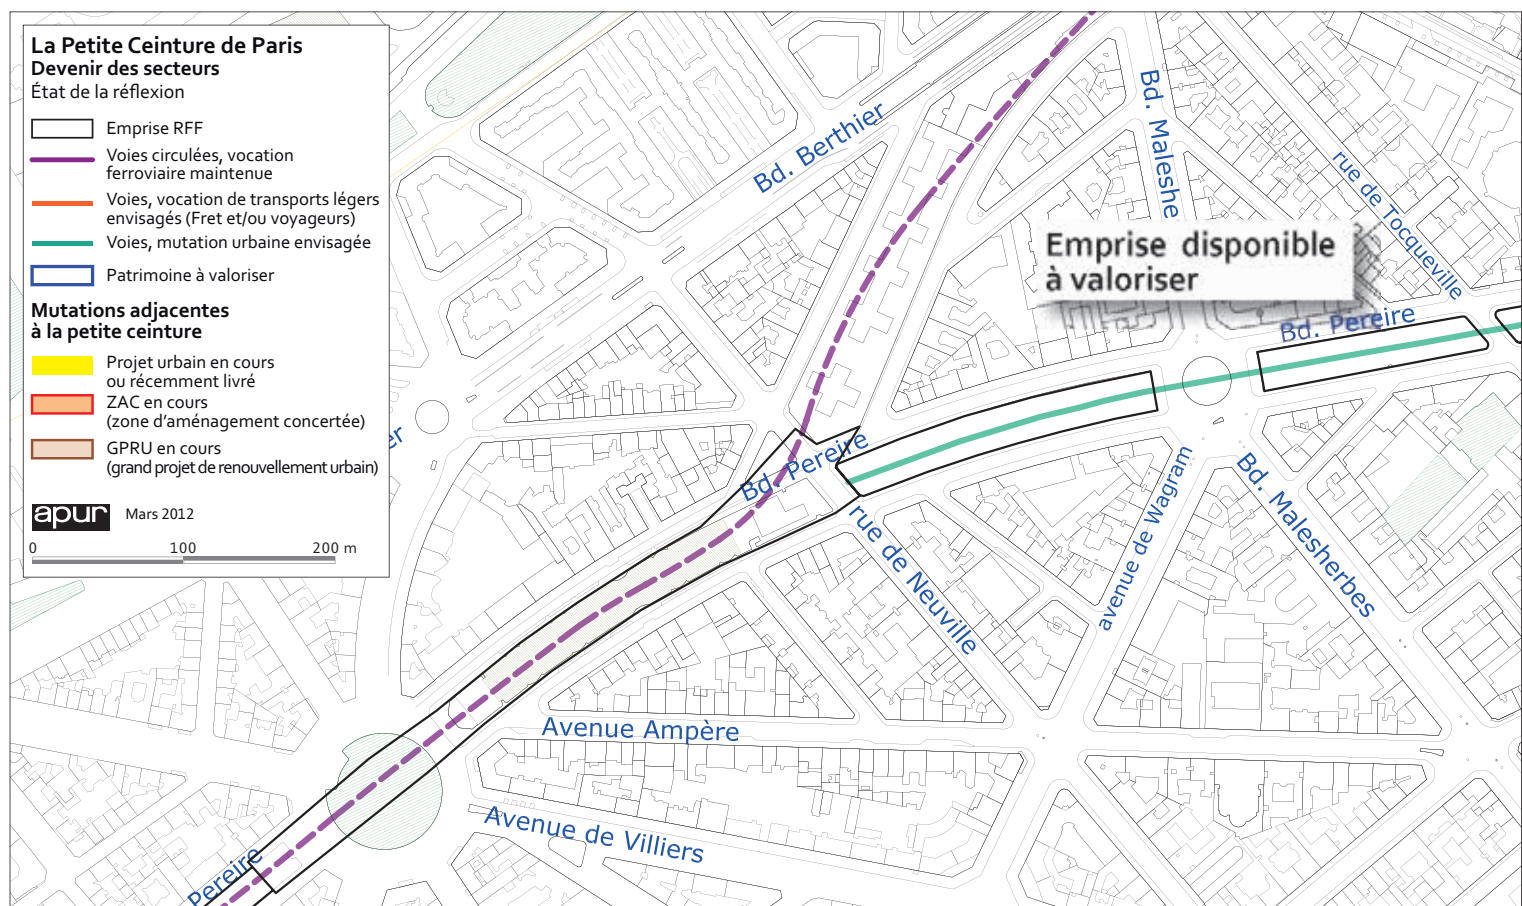 La Petite Ceinture de Paris
Devenir des secteurs
État de la réflexion
Emprise RFF
Voies circulées, vocation
ferroviaire maintenue
Voies, vocation de transports légers
envisagés (Fret et/ou voyageurs)
Voies, mutation urbaine envisagée
Patrimoine à valoriser
Mutations adjacentes
à la petite ceinture
Projet urbain en cours
ou récemment livré
ZAC en cours
(zone d'aménagement concertée)
GPRU en cours
(grand projet de renouvellement urbain)
apur
Mars 2012
0 100 200 m
Bd. Berthier
Bd. Maleshe
rue de Tocqueville
Emprise disponible
à valoriser
Bd. Pereire
er
Bd. Pereire
rue de Neuville
avenue de Wagram
Bd. Malesherbes
Avenue Ampère
Avenue de Villiers
Pereire